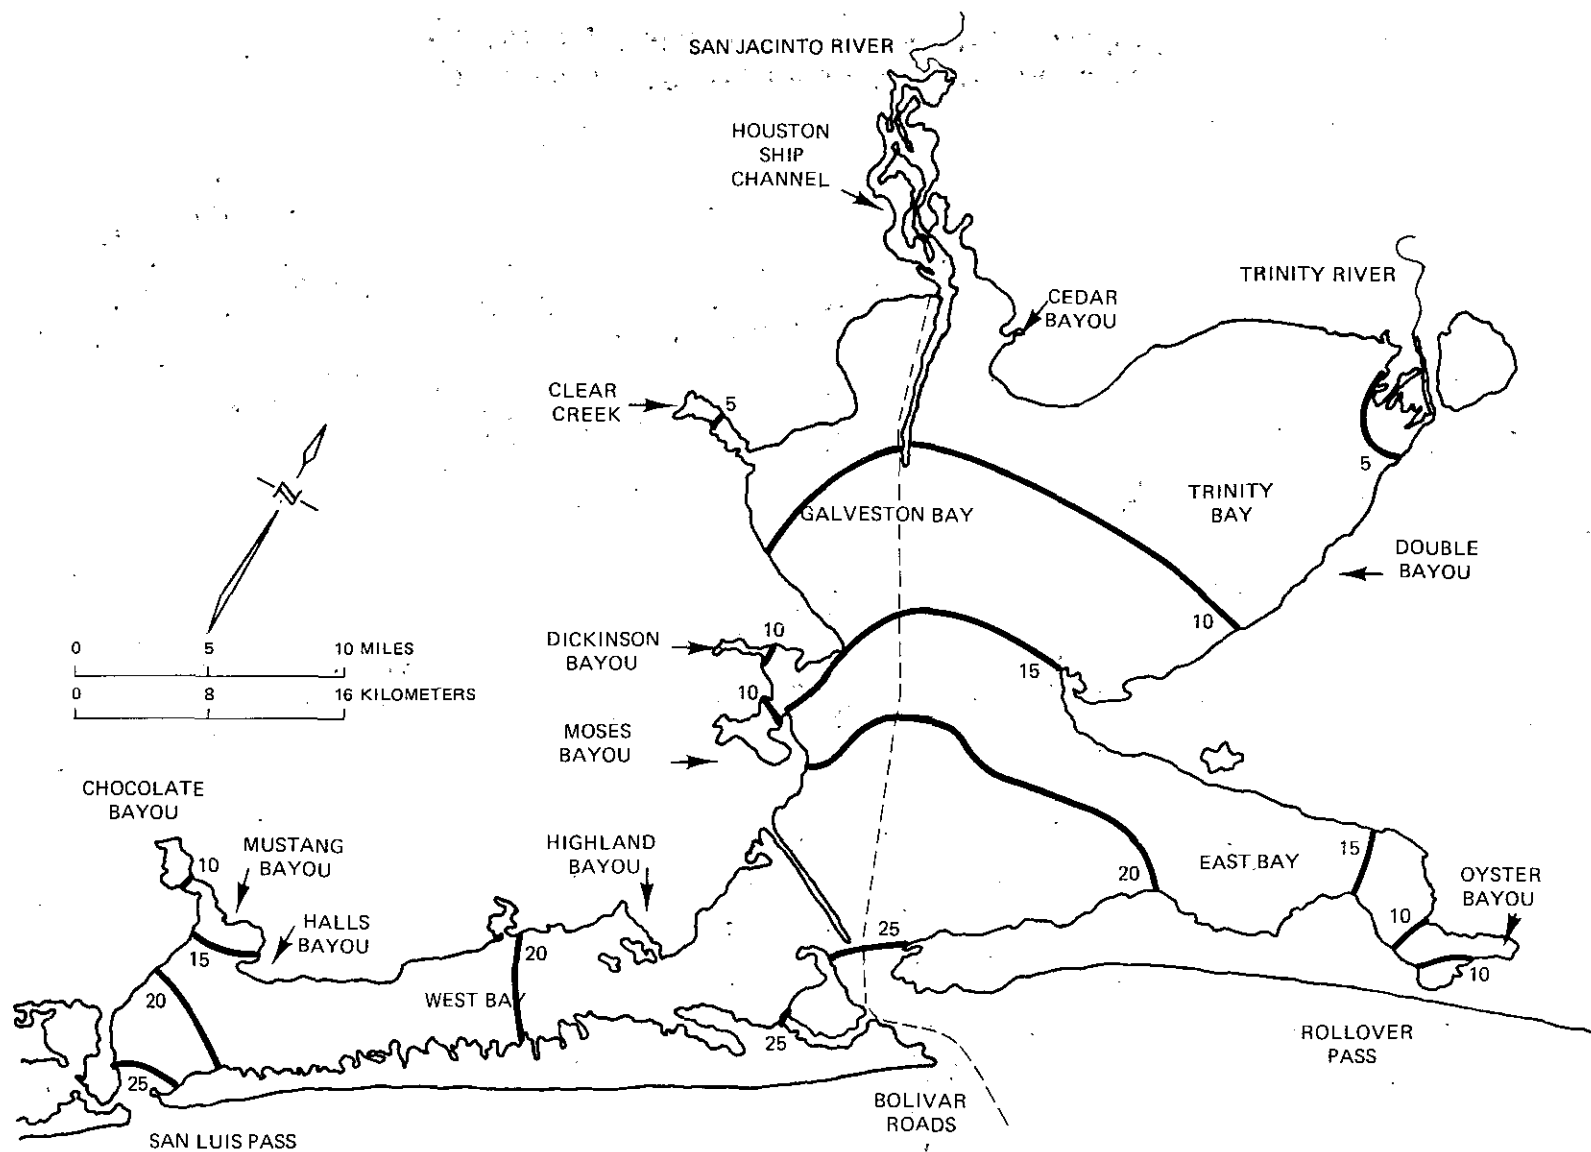 SAN JACINTO RIVER
HOUSTON
SHIP
CHANNEL
TRINITY RIVER
CEDAR
BAYOU
CLEAR
CREEK
5
5
TRINITY
BAY
GALVESTON BAY
DOUBLE
BAYOU
N
10
DICKINSON
BAYOU
10
15
0 5 10 MILES
0 8 16 KILOMETERS
10
MOSES
BAYOU
CHOCOLATE
BAYOU
MUSTANG
BAYOU
10
HIGHLAND
BAYOU
EAST BAY
15
20
OYSTER
BAYOU
HALLS
BAYOU
10
25
15
20
10
20
WEST BAY
ROLLOVER
PASS
25
25
BOLIVAR
ROADS
SAN LUIS PASS